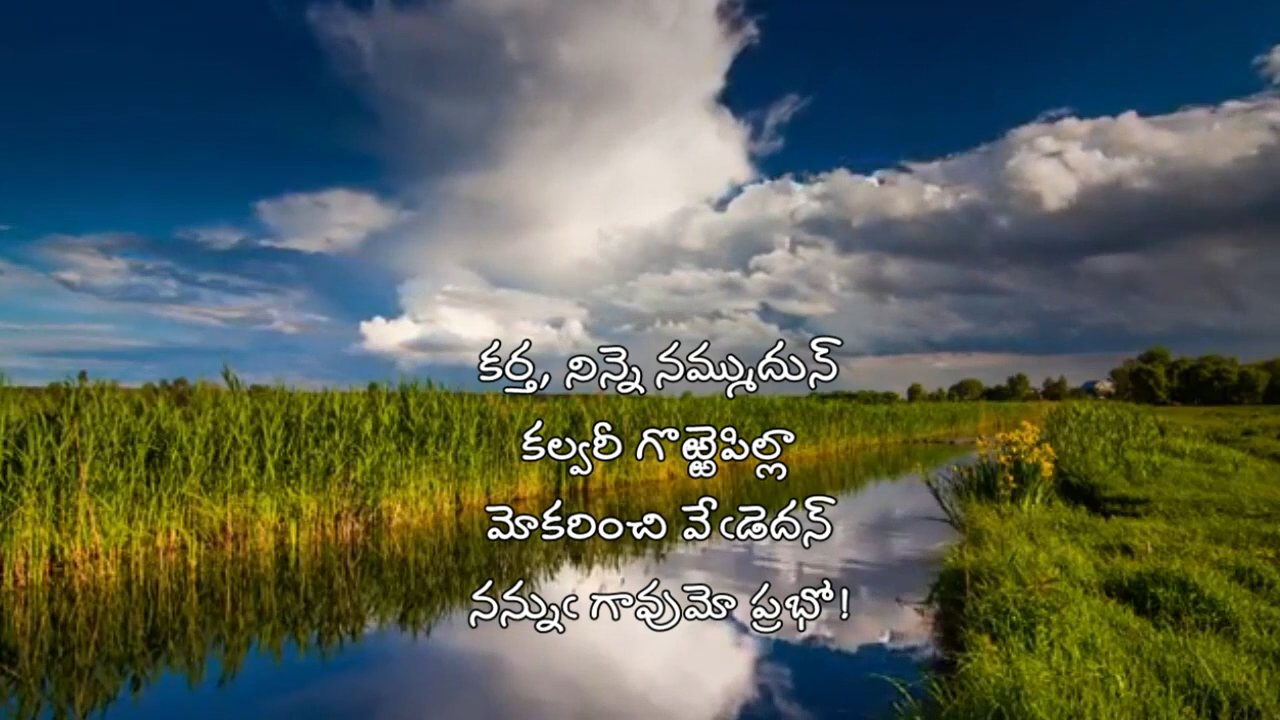 కర్త, నిన్నె నమ్ముదున్
కల్వరీ గొఱ్ఱెపిల్లా
మోకరించి వేఁడెదన్
నన్నుఁ గావుమో ప్రభో!